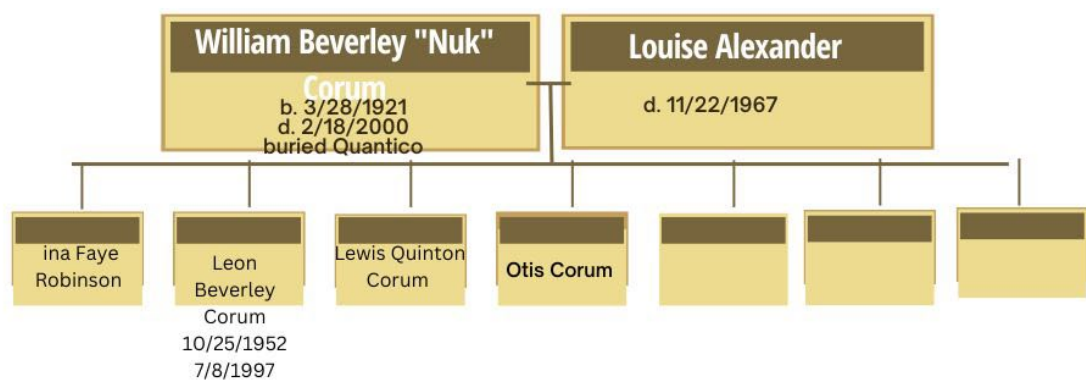 William Beverley "Nuk"
Corum
b. 3/28/1921
d. 2/18/2000
buried Quantico
Louise Alexander
d. 11/22/1967
ina Faye
Robinson
Leon
Beverley
Corum
10/25/1952
7/8/1997
Lewis Quinton
Corum
Otis Corum